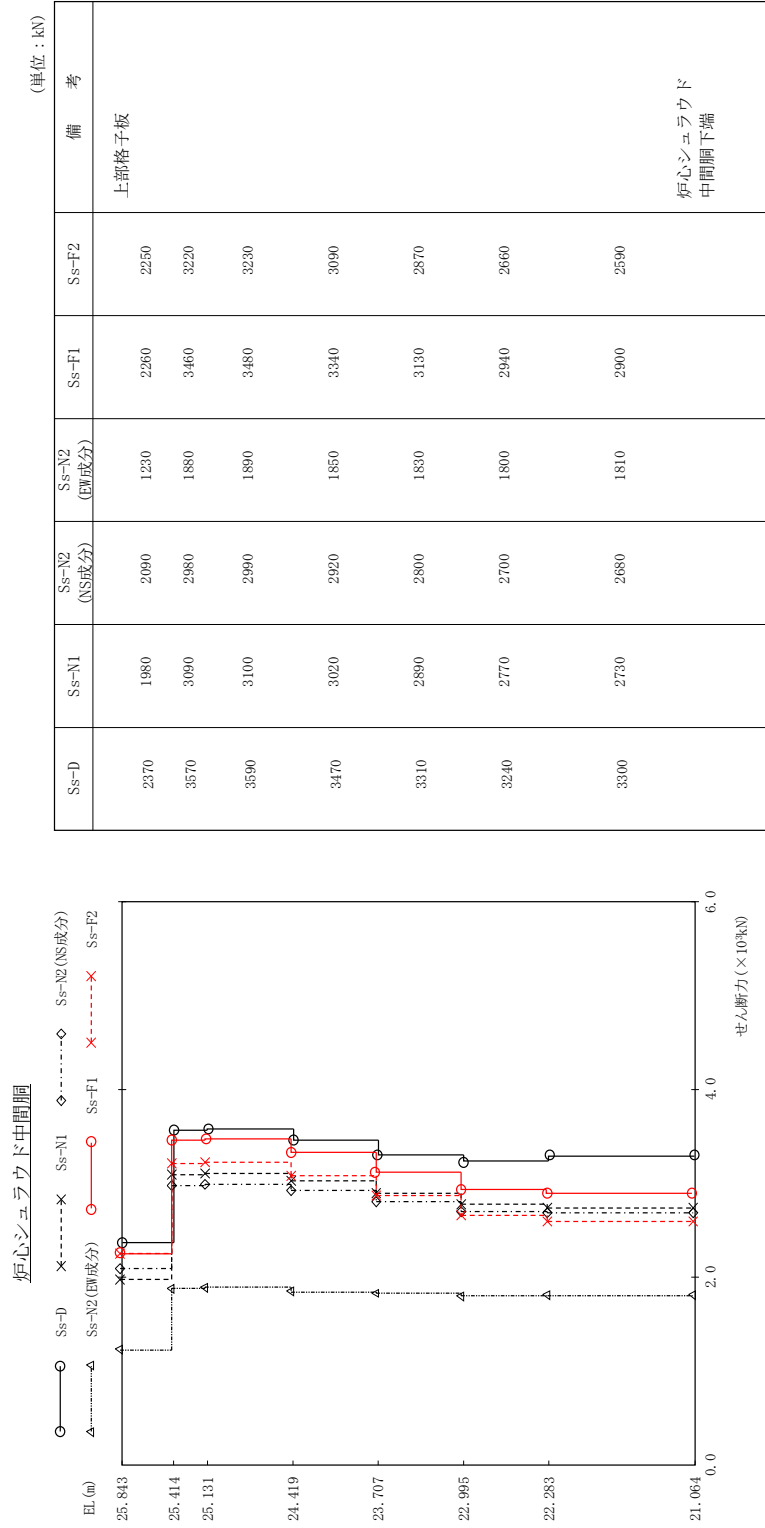 炉心シュラウド中間胴
Ss-D
Ss-N1
Ss-N2(NS成分)
Ss-N2(EW成分)
Ss-F1
Ss-F2
EL(m)
25.843
25.414
25.131
24.419
23.707
22.995
22.283
21.064
0.0 2.0 4.0 6.0
せん断力(×10³kN)
(単位：kN)
Ss-D Ss-N1 Ss-N2 (NS成分) Ss-N2 (EW成分) Ss-F1 Ss-F2 備 考
上部格子板
2370 1980 2090 1230 2260 2250
3570 3090 2980 1880 3460 3220
3590 3100 2990 1890 3480 3230
3470 3020 2920 1850 3340 3090
3310 2890 2800 1830 3130 2870
3240 2770 2700 1800 2940 2660
3300 2730 2680 1810 2900 2590
炉心シュラウド
中間胴下端